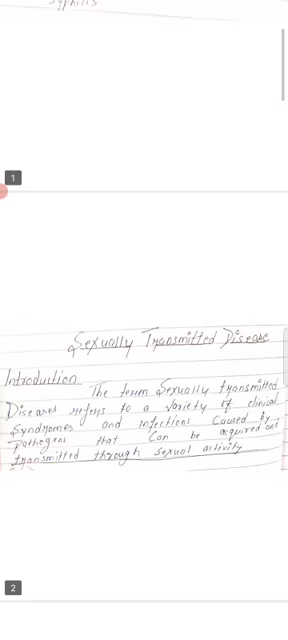 Syphilis
1
Sexually Transmitted Disease
Introduction
The term Sexually transmitted
Diseases refers to a variety of clinical
Syndromes and infections Caused by
pathogens that Can be acquired and
transmitted through sexual activity
2